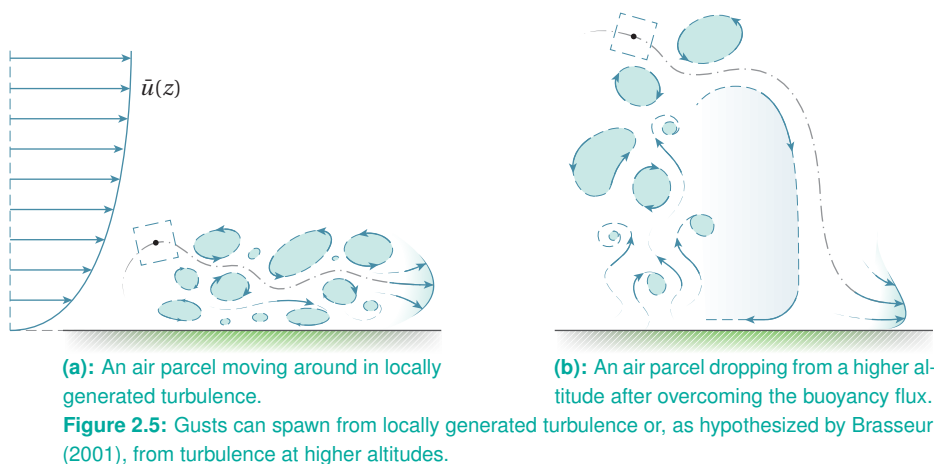 ū(z)
(a): An air parcel moving around in locally
generated turbulence.
(b): An air parcel dropping from a higher al-
titude after overcoming the buoyancy flux.
Figure 2.5: Gusts can spawn from locally generated turbulence or, as hypothesized by Brasseur
(2001), from turbulence at higher altitudes.